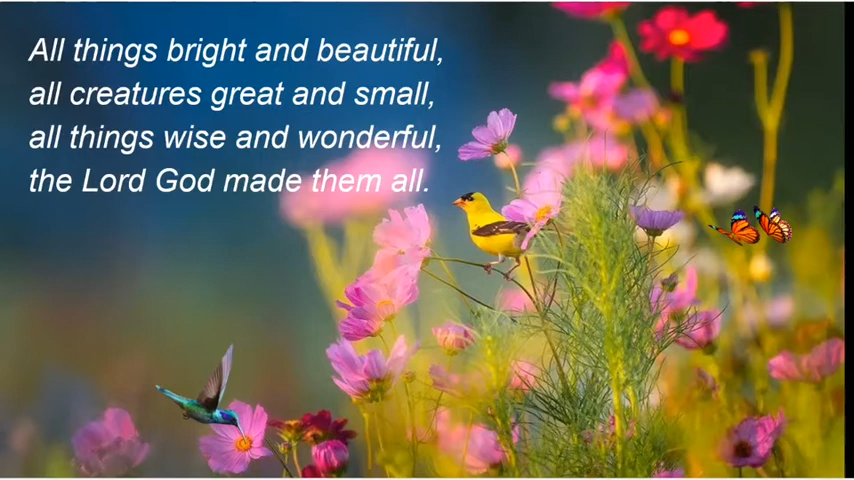 All things bright and beautiful,
all creatures great and small,
all things wise and wonderful,
the Lord God made them all.